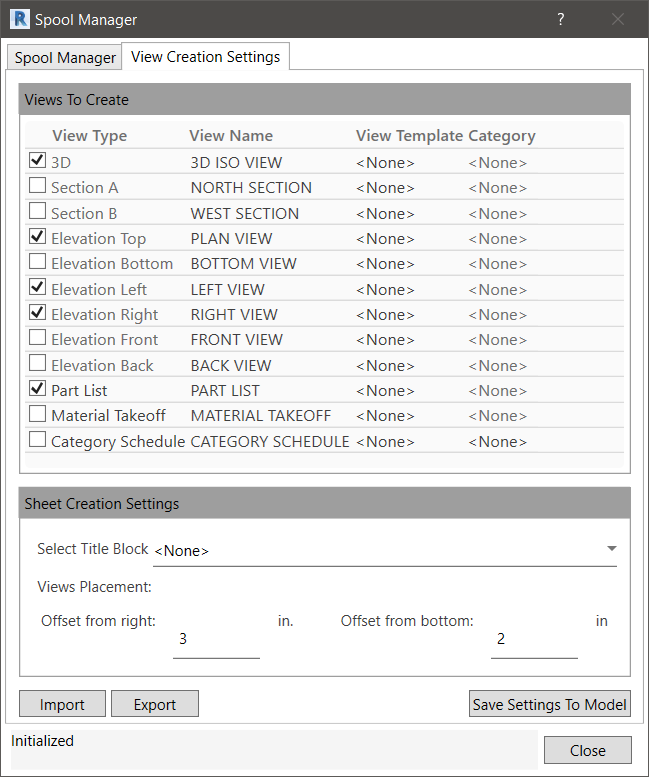 R Spool Manager ?
Spool Manager View Creation Settings
Views To Create
View Type View Name View Template Category
3D 3D ISO VIEW <None> <None>
Section A NORTH SECTION <None> <None>
Section B WEST SECTION <None> <None>
Elevation Top PLAN VIEW <None> <None>
Elevation Bottom BOTTOM VIEW <None> <None>
Elevation Left LEFT VIEW <None> <None>
Elevation Right RIGHT VIEW <None> <None>
Elevation Front FRONT VIEW <None> <None>
Elevation Back BACK VIEW <None> <None>
Part List PART LIST <None> <None>
Material Takeoff MATERIAL TAKEOFF <None> <None>
Category Schedule CATEGORY SCHEDULE <None> <None>
Sheet Creation Settings
Select Title Block <None>
Views Placement:
Offset from right: 3 in. Offset from bottom: 2 in
Import Export Save Settings To Model
Initialized
Close